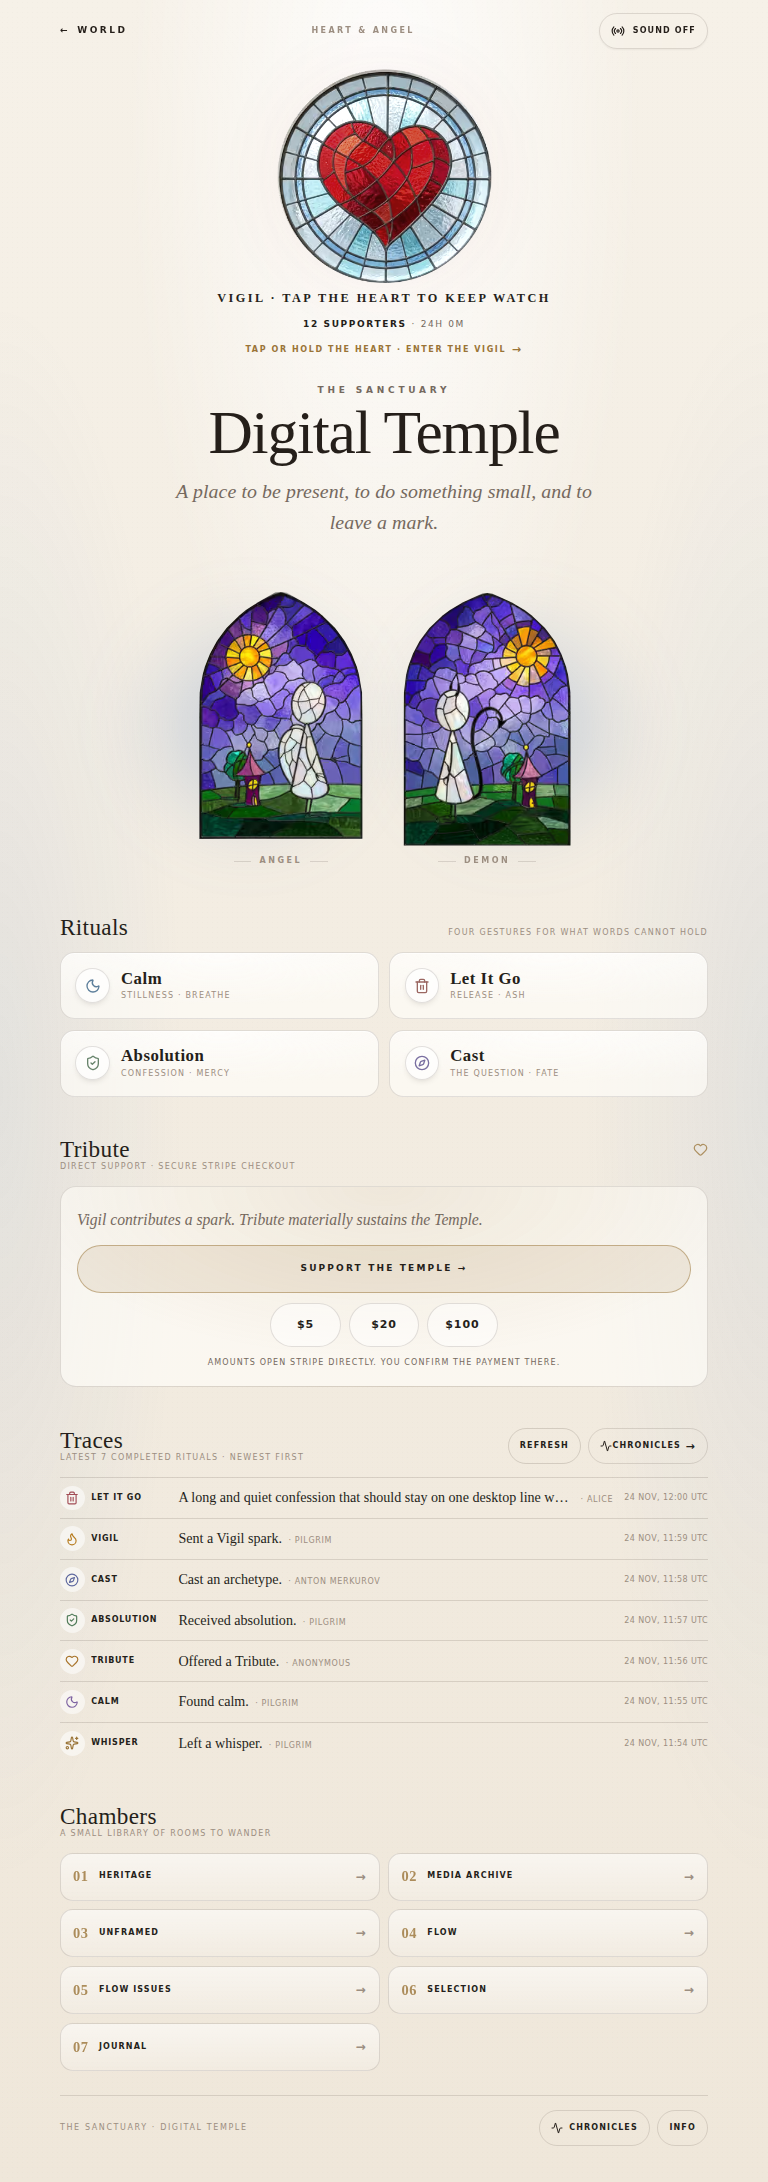 ← WORLD
HEART & ANGEL
SOUND OFF
VIGIL · TAP THE HEART TO KEEP WATCH
12 SUPPORTERS · 24H 0M
TAP OR HOLD THE HEART · ENTER THE VIGIL →
THE SANCTUARY
Digital Temple
A place to be present, to do something small, and to
leave a mark.
ANGEL
DEMON
Rituals
FOUR GESTURES FOR WHAT WORDS CANNOT HOLD
Calm
STILLNESS · BREATHE
Let It Go
RELEASE · ASH
Absolution
CONFESSION · MERCY
Cast
THE QUESTION · FATE
Tribute
DIRECT SUPPORT · SECURE STRIPE CHECKOUT
Vigil contributes a spark. Tribute materially sustains the Temple.
SUPPORT THE TEMPLE →
$5
$20
$100
AMOUNTS OPEN STRIPE DIRECTLY. YOU CONFIRM THE PAYMENT THERE.
Traces
LATEST 7 COMPLETED RITUALS · NEWEST FIRST
REFRESH
CHRONICLES →
LET IT GO A long and quiet confession that should stay on one desktop line w... · ALICE 24 NOV, 12:00 UTC
VIGIL Sent a Vigil spark. · PILGRIM 24 NOV, 11:59 UTC
CAST Cast an archetype. · ANTON MERKUROV 24 NOV, 11:58 UTC
ABSOLUTION Received absolution. · PILGRIM 24 NOV, 11:57 UTC
TRIBUTE Offered a Tribute. · ANONYMOUS 24 NOV, 11:56 UTC
CALM Found calm. · PILGRIM 24 NOV, 11:55 UTC
WHISPER Left a whisper. · PILGRIM 24 NOV, 11:54 UTC
Chambers
A SMALL LIBRARY OF ROOMS TO WANDER
01 HERITAGE →
02 MEDIA ARCHIVE →
03 UNFRAMED →
04 FLOW →
05 FLOW ISSUES →
06 SELECTION →
07 JOURNAL →
THE SANCTUARY · DIGITAL TEMPLE
CHRONICLES
INFO